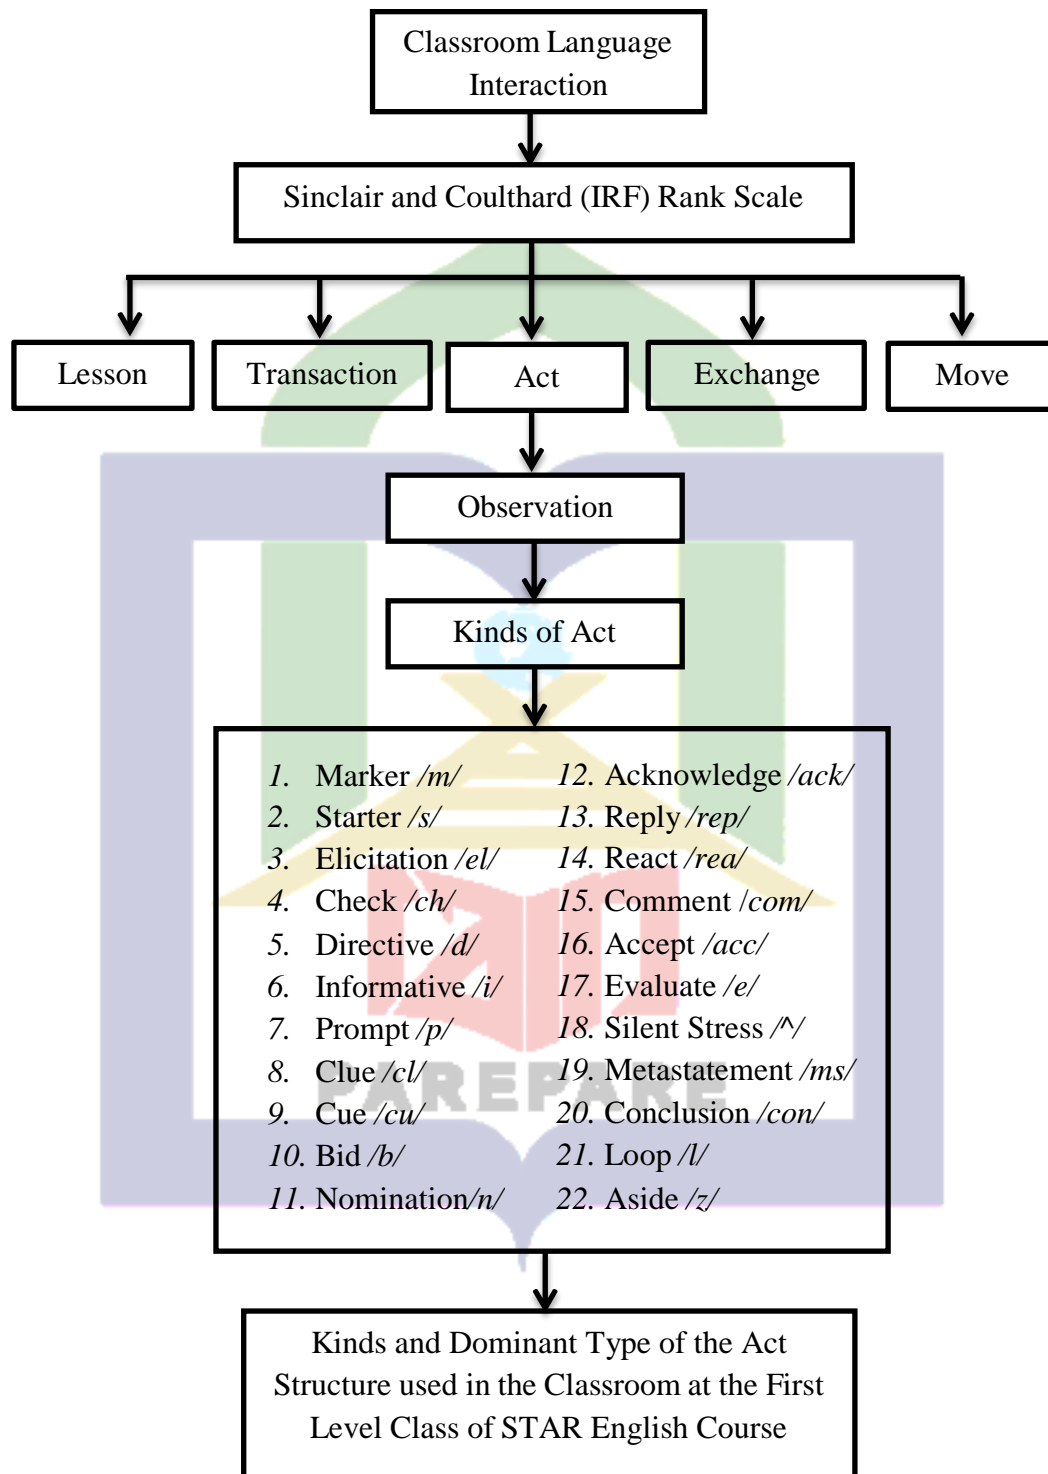 Classroom Language
Interaction
Sinclair and Coulthard (IRF) Rank Scale
Lesson
Transaction
Act
Exchange
Move
Observation
Kinds of Act
1. Marker /m/
2. Starter /s/
3. Elicitation /el/
4. Check /ch/
5. Directive /d/
6. Informative /i/
7. Prompt /p/
8. Clue /cl/
9. Cue /cu/
10. Bid /b/
11. Nomination/n/
12. Acknowledge /ack/
13. Reply /rep/
14. React /rea/
15. Comment /com/
16. Accept /acc/
17. Evaluate /e/
18. Silent Stress /^/
19. Metastatement /ms/
20. Conclusion /con/
21. Loop /l/
22. Aside /z/
PAREPARE
Kinds and Dominant Type of the Act
Structure used in the Classroom at the First
Level Class of STAR English Course